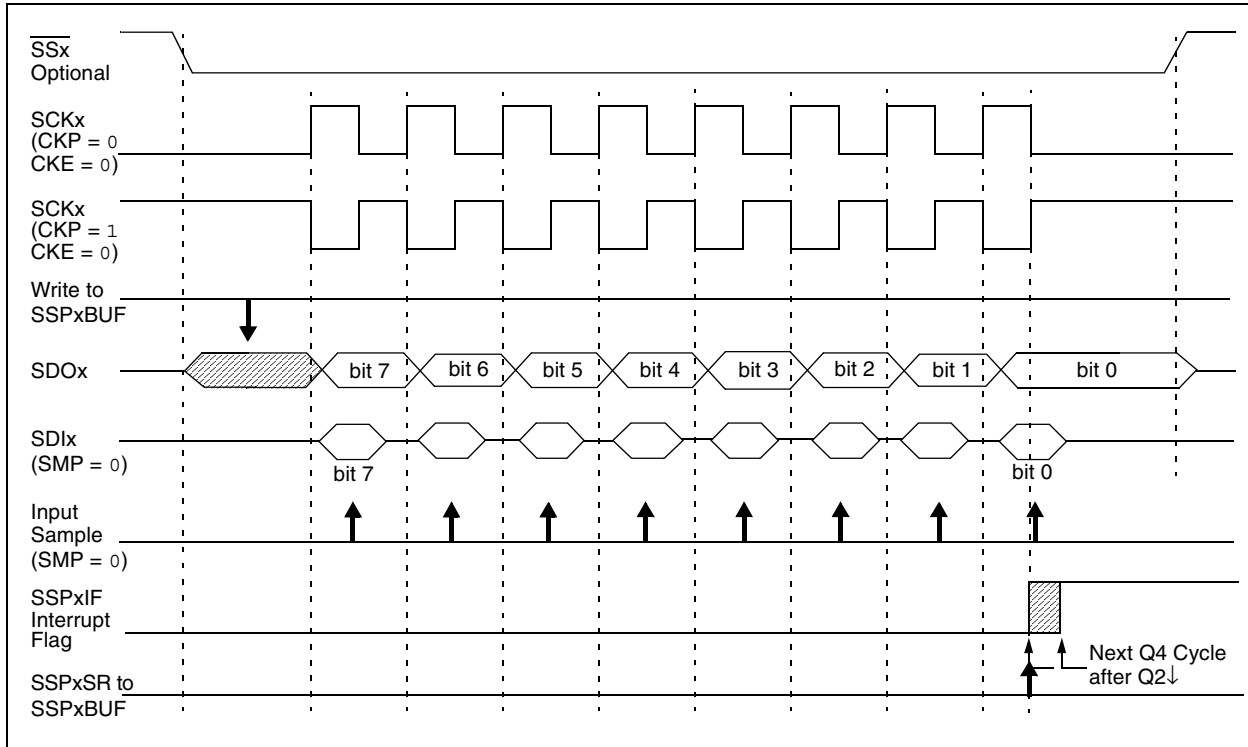 SSx
Optional
SCKx
(CKP = 0
CKE = 0)
SCKx
(CKP = 1
CKE = 0)
Write to
SSPxBUF
SDOx
bit 7
bit 6
bit 5
bit 4
bit 3
bit 2
bit 1
bit 0
SDIx
(SMP = 0)
bit 7
bit 0
Input
Sample
(SMP = 0)
SSPxIF
Interrupt
Flag
Next Q4 Cycle
after Q2↓
SSPxSR to
SSPxBUF